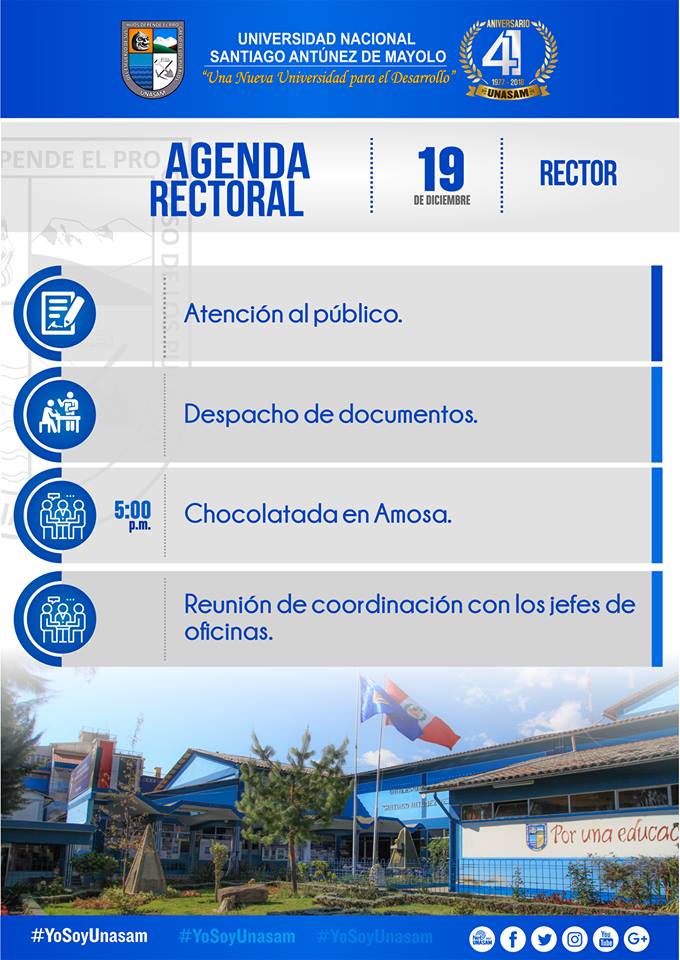 UNIVERSIDAD NACIONAL
SANTIAGO ANTÚNEZ DE MAYOLO
“Una Nueva Universidad para el Desarrollo”
UNASAM
ANIVERSARIO
41
1977 - 2018
UNASAM
PENDE EL PRO
AGENDA
RECTORAL
19
DE DICIEMBRE
RECTOR
Atención al público.
Despacho de documentos.
5:00
p.m.
Chocolatada en Amosa.
Reunión de coordinación con los jefes de
oficinas.
Por una educac
#YoSoyUnasam
#YoSoyUnasam
#YoSoyUnasam
UNASAM
You
Tube
G+